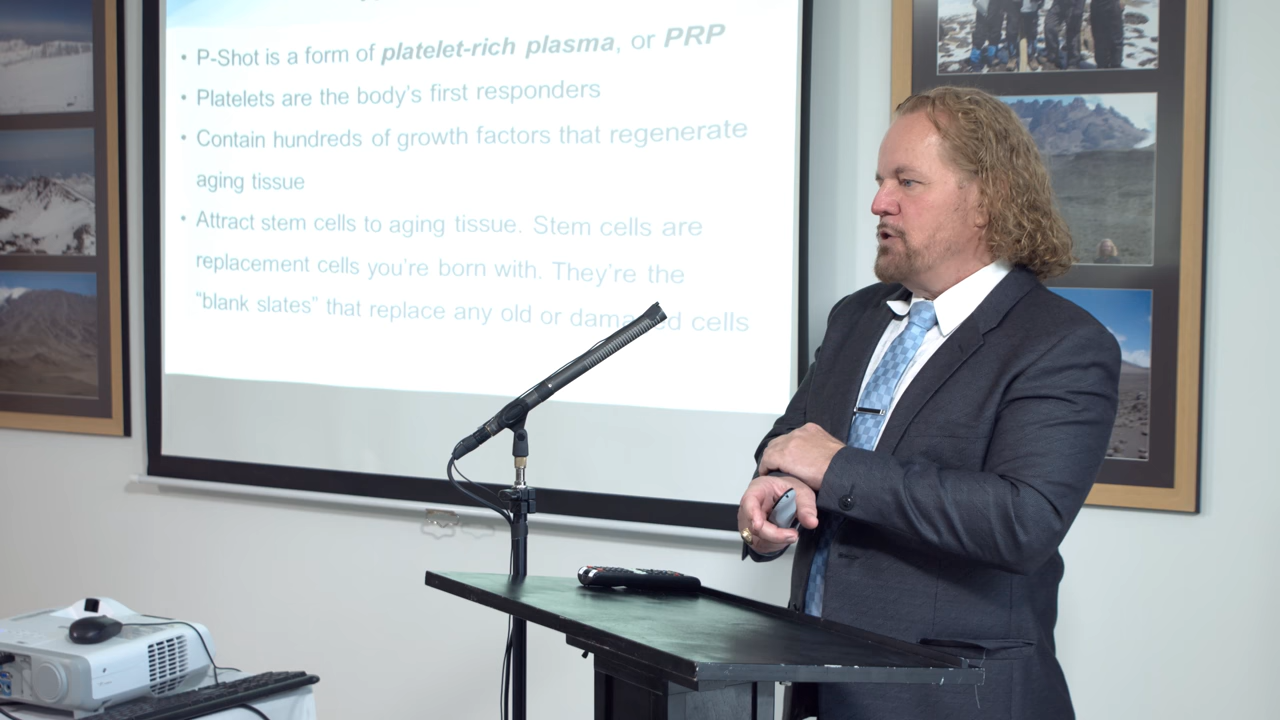 • P-Shot is a form of platelet-rich plasma, or PRP
• Platelets are the body's first responders
• Contain hundreds of growth factors that regenerate
aging tissue
• Attract stem cells to aging tissue. Stem cells are
replacement cells you're born with. They're the
"blank slates" that replace any old or damaged cells